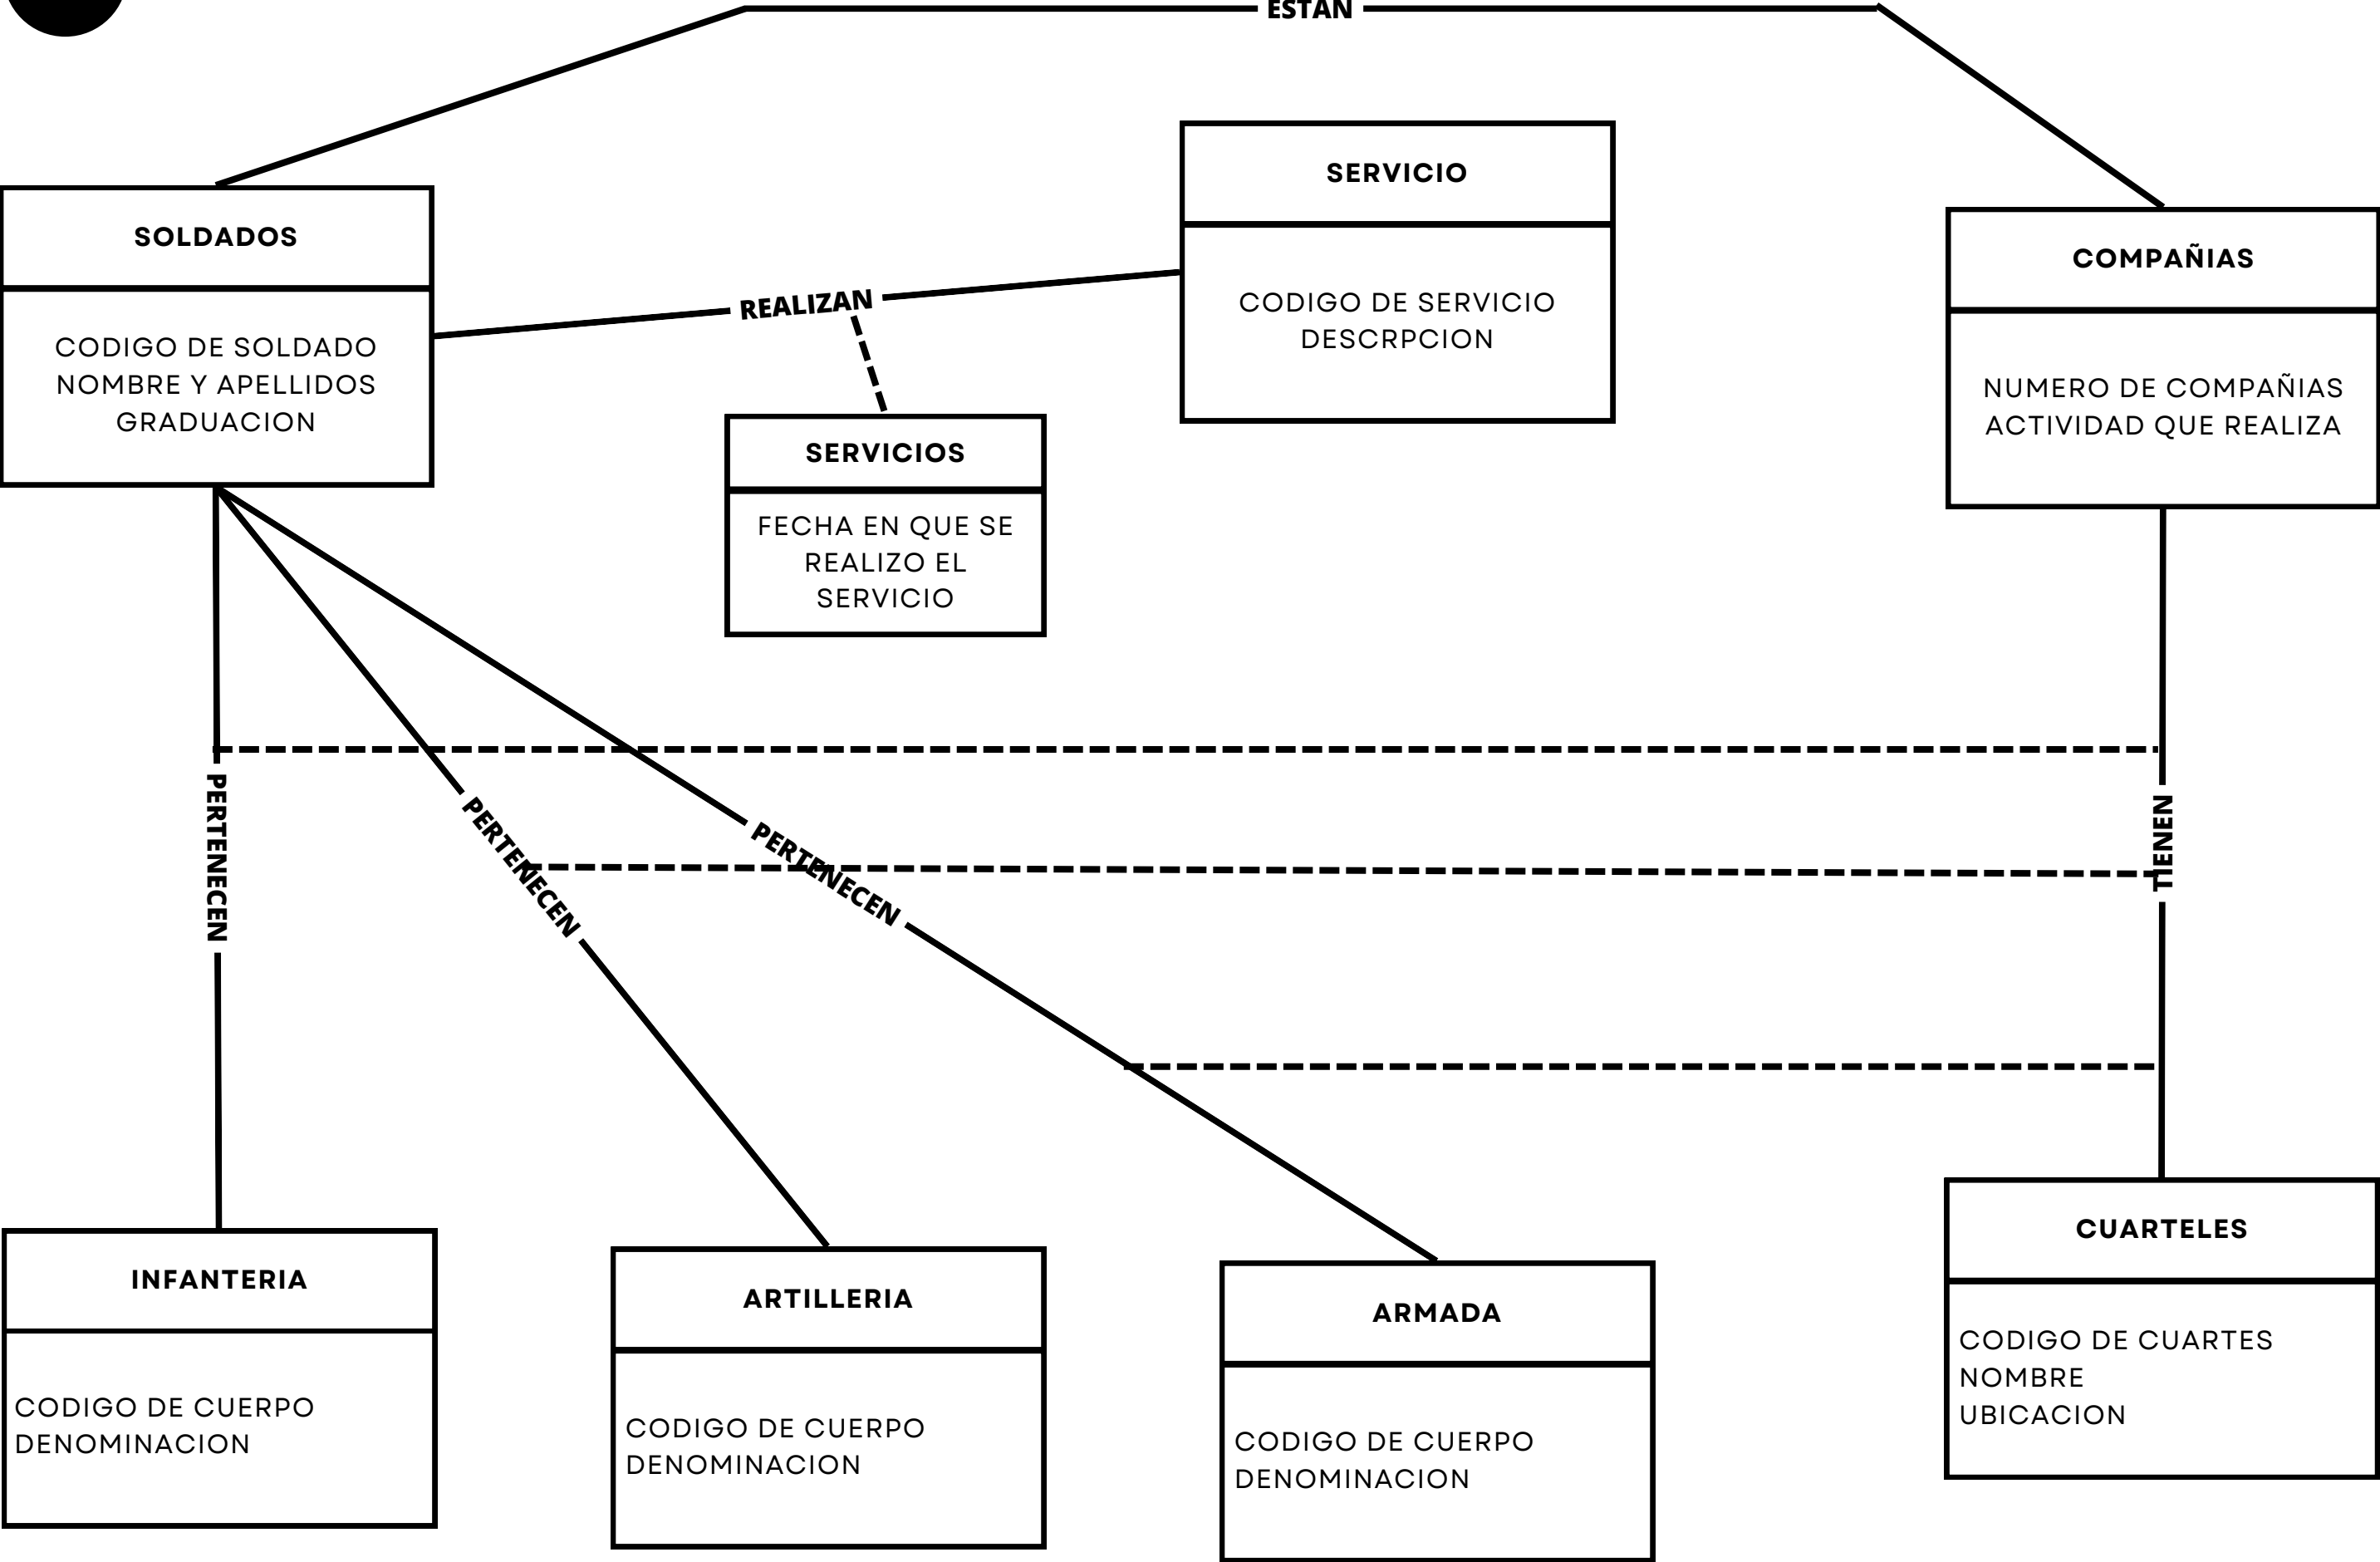 ESTAN
SERVICIO
CODIGO DE SERVICIO
DESCRPCION
SOLDADOS
CODIGO DE SOLDADO
NOMBRE Y APELLIDOS
GRADUACION
REALIZAN
COMPAÑIAS
NUMERO DE COMPAÑIAS
ACTIVIDAD QUE REALIZA
SERVICIOS
FECHA EN QUE SE
REALIZO EL
SERVICIO
PERTENECEN
PERTENECEN
PERTENECEN
TIENEN
INFANTERIA
CODIGO DE CUERPO
DENOMINACION
ARTILLERIA
CODIGO DE CUERPO
DENOMINACION
ARMADA
CODIGO DE CUERPO
DENOMINACION
CUARTELES
CODIGO DE CUARTES
NOMBRE
UBICACION